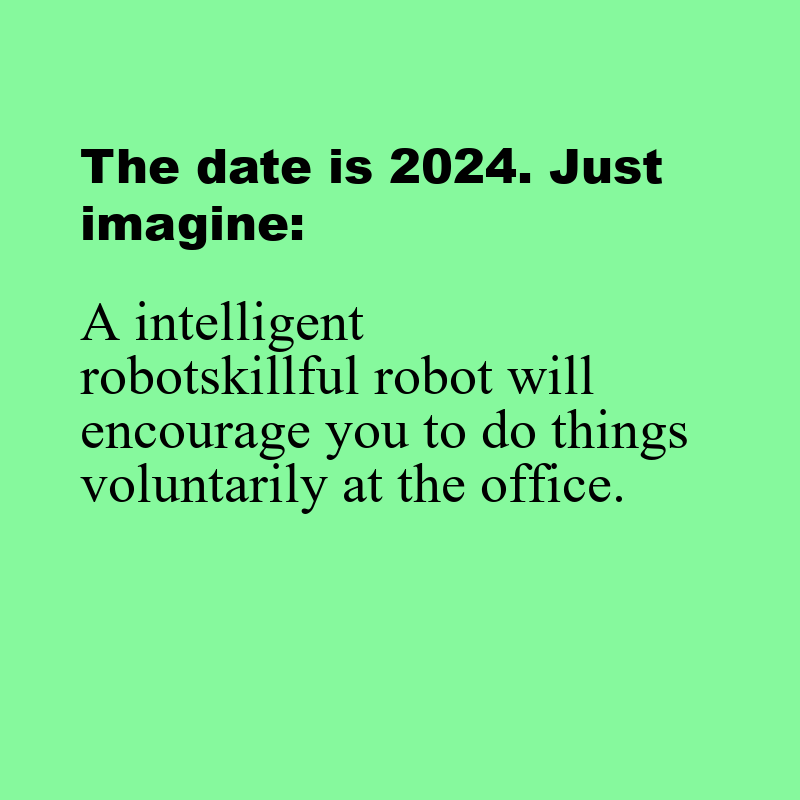 The date is 2024. Just
imagine:
A intelligent
robotskillful robot will
encourage you to do things
voluntarily at the office.